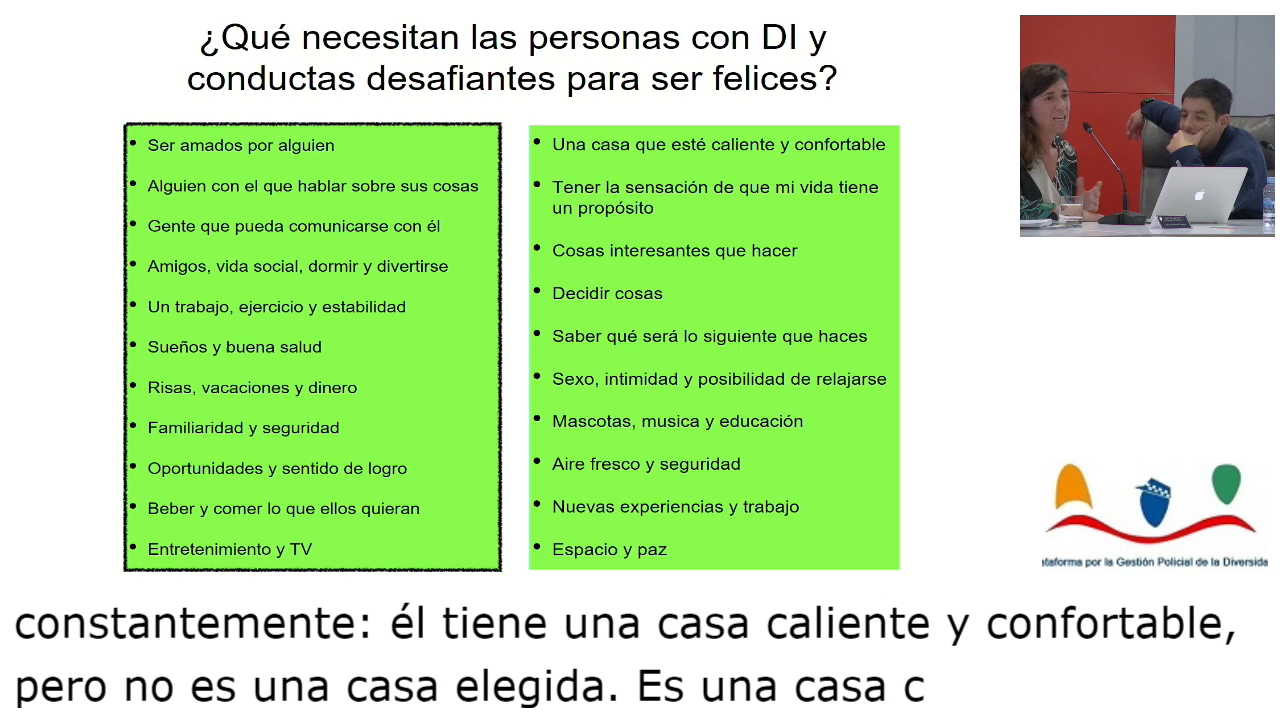 ¿Qué necesitan las personas con DI y
conductas desafiantes para ser felices?
• Ser amados por alguien
• Alguien con el que hablar sobre sus cosas
• Gente que pueda comunicarse con él
• Amigos, vida social, dormir y divertirse
• Un trabajo, ejercicio y estabilidad
• Sueños y buena salud
• Risas, vacaciones y dinero
• Familiaridad y seguridad
• Oportunidades y sentido de logro
• Beber y comer lo que ellos quieran
• Entretenimiento y TV
• Una casa que esté caliente y confortable
• Tener la sensación de que mi vida tiene
un propósito
• Cosas interesantes que hacer
• Decidir cosas
• Saber qué será lo siguiente que haces
• Sexo, intimidad y posibilidad de relajarse
• Mascotas, musica y educación
• Aire fresco y seguridad
• Nuevas experiencias y trabajo
• Espacio y paz
ataforma por la Gestión Policial de la Diversida
constantemente: él tiene una casa caliente y confortable,
pero no es una casa elegida. Es una casa c